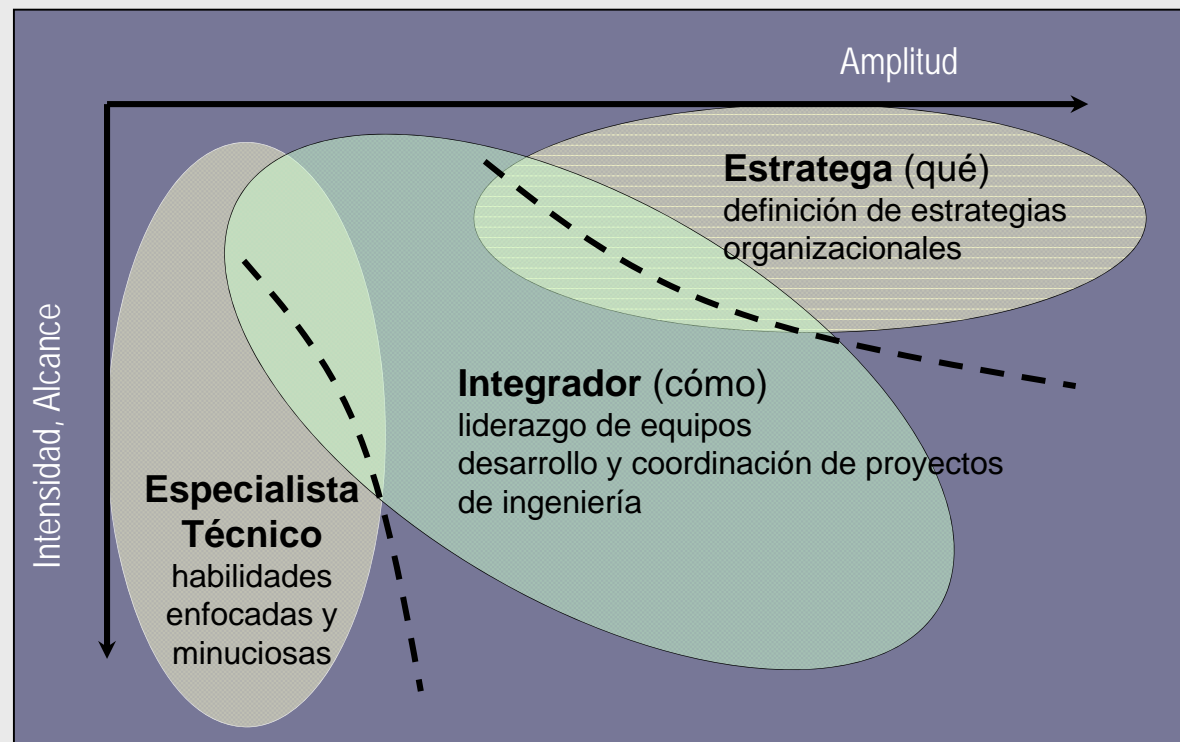 Amplitud
Intensidad, Alcance
Estratega (qué)
definición de estrategias
organizacionales
Integrador (cómo)
liderazgo de equipos
desarrollo y coordinación de proyectos
de ingeniería
Especialista
Técnico
habilidades
enfocadas y
minuciosas